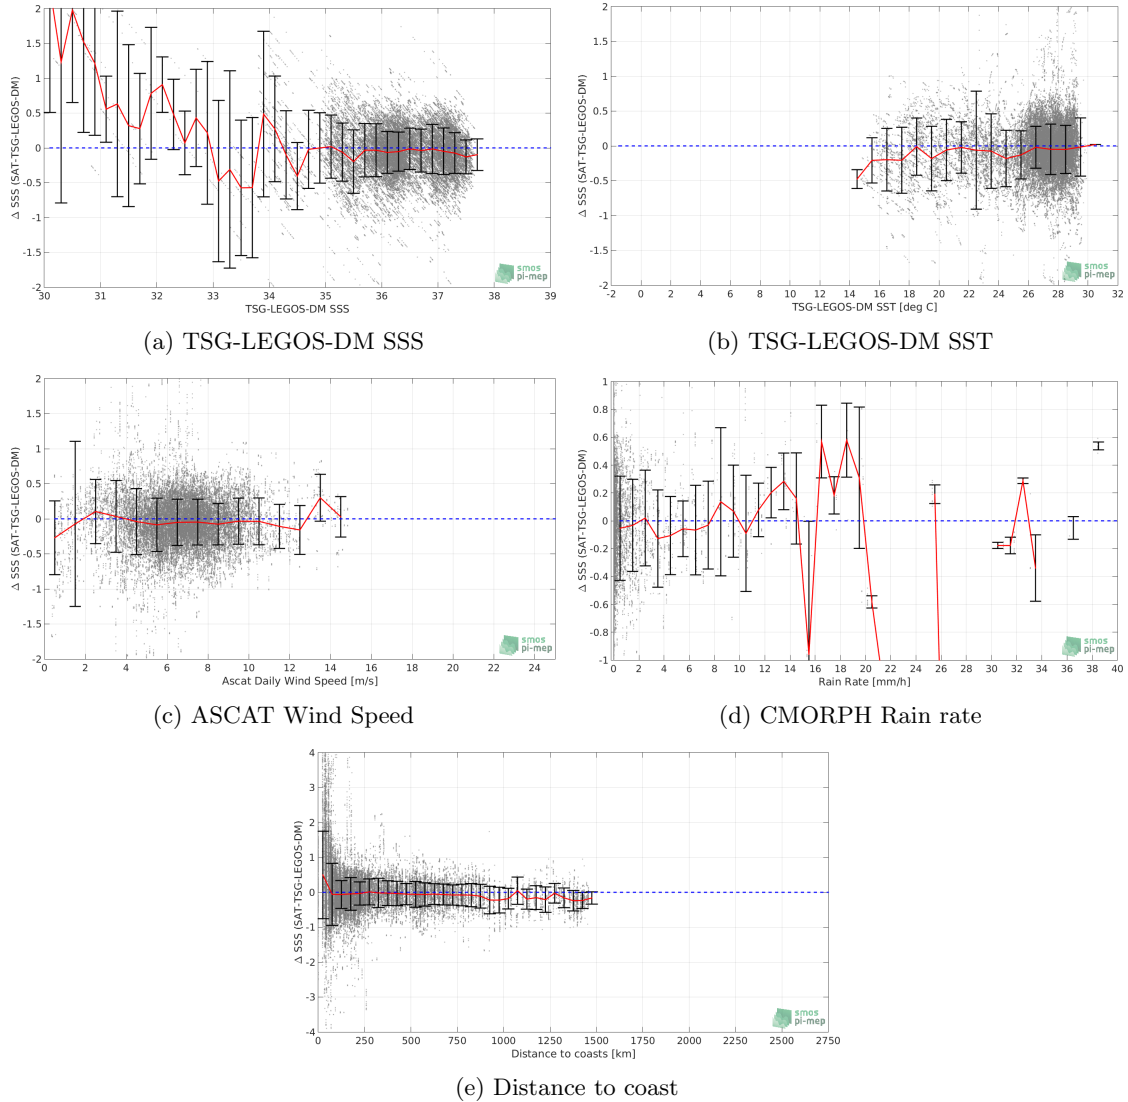 2
1.5
1
0.5
0
-0.5
-1
-1.5
-2
Δ SSS (SAT-TSG-LEGOS-DM)
30 31 32 33 34 35 36 37 38 39
TSG-LEGOS-DM SSS
smos
pi-mep
(a) TSG-LEGOS-DM SSS
2
1.5
1
0.5
0
-0.5
-1
-1.5
-2
Δ SSS (SAT-TSG-LEGOS-DM)
-2 0 2 4 6 8 10 12 14 16 18 20 22 24 26 28 30 32
TSG-LEGOS-DM SST [deg C]
smos
pi-mep
(b) TSG-LEGOS-DM SST
2
1.5
1
0.5
0
-0.5
-1
-1.5
-2
Δ SSS (SAT-TSG-LEGOS-DM)
0 2 4 6 8 10 12 14 16 18 20 22 24
Ascat Daily Wind Speed [m/s]
smos
pi-mep
(c) ASCAT Wind Speed
1
0.8
0.6
0.4
0.2
0
-0.2
-0.4
-0.6
-0.8
-1
Δ SSS (SAT-TSG-LEGOS-DM)
0 2 4 6 8 10 12 14 16 18 20 22 24 26 28 30 32 34 36 38 40
Rain Rate [mm/h]
smos
pi-mep
(d) CMORPH Rain rate
4
3
2
1
0
-1
-2
-3
-4
Δ SSS (SAT-TSG-LEGOS-DM)
0 250 500 750 1000 1250 1500 1750 2000 2250 2500 2750
Distance to coasts [km]
smos
pi-mep
(e) Distance to coast